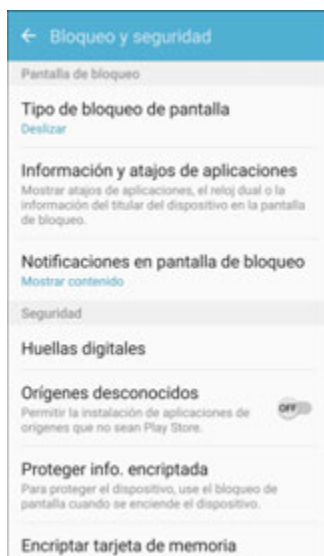 Bloqueo y seguridad
Pantalla de bloqueo
Tipo de bloqueo de pantalla
Deslizar
Información y atajos de aplicaciones
Mostrar atajos de aplicaciones, el reloj dual o la
información del titular del dispositivo en la pantalla
de bloqueo.
Notificaciones en pantalla de bloqueo
Mostrar contenido
Seguridad
Huellas digitales
Orígenes desconocidos
Permitir la instalación de aplicaciones de
orígenes que no sean Play Store.
OFF
Proteger info. encriptada
Para proteger el dispositivo, use el bloqueo de
pantalla cuando se enciende el dispositivo.
Encriptar tarjeta de memoria